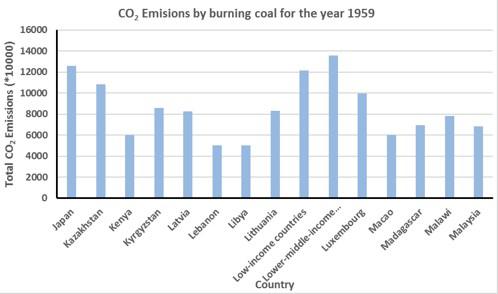 CO2 Emisions by burning coal for the year 1959
Total CO2 Emissions (*10000)
16000
14000
12000
10000
8000
6000
4000
2000
0
Japan
Kazakhstan
Kenya
Kyrgyzstan
Latvia
Lebanon
Libya
Lithuania
Low-income countries
Lower-middle-income...
Luxembourg
Macao
Madagascar
Malawi
Malaysia
Country